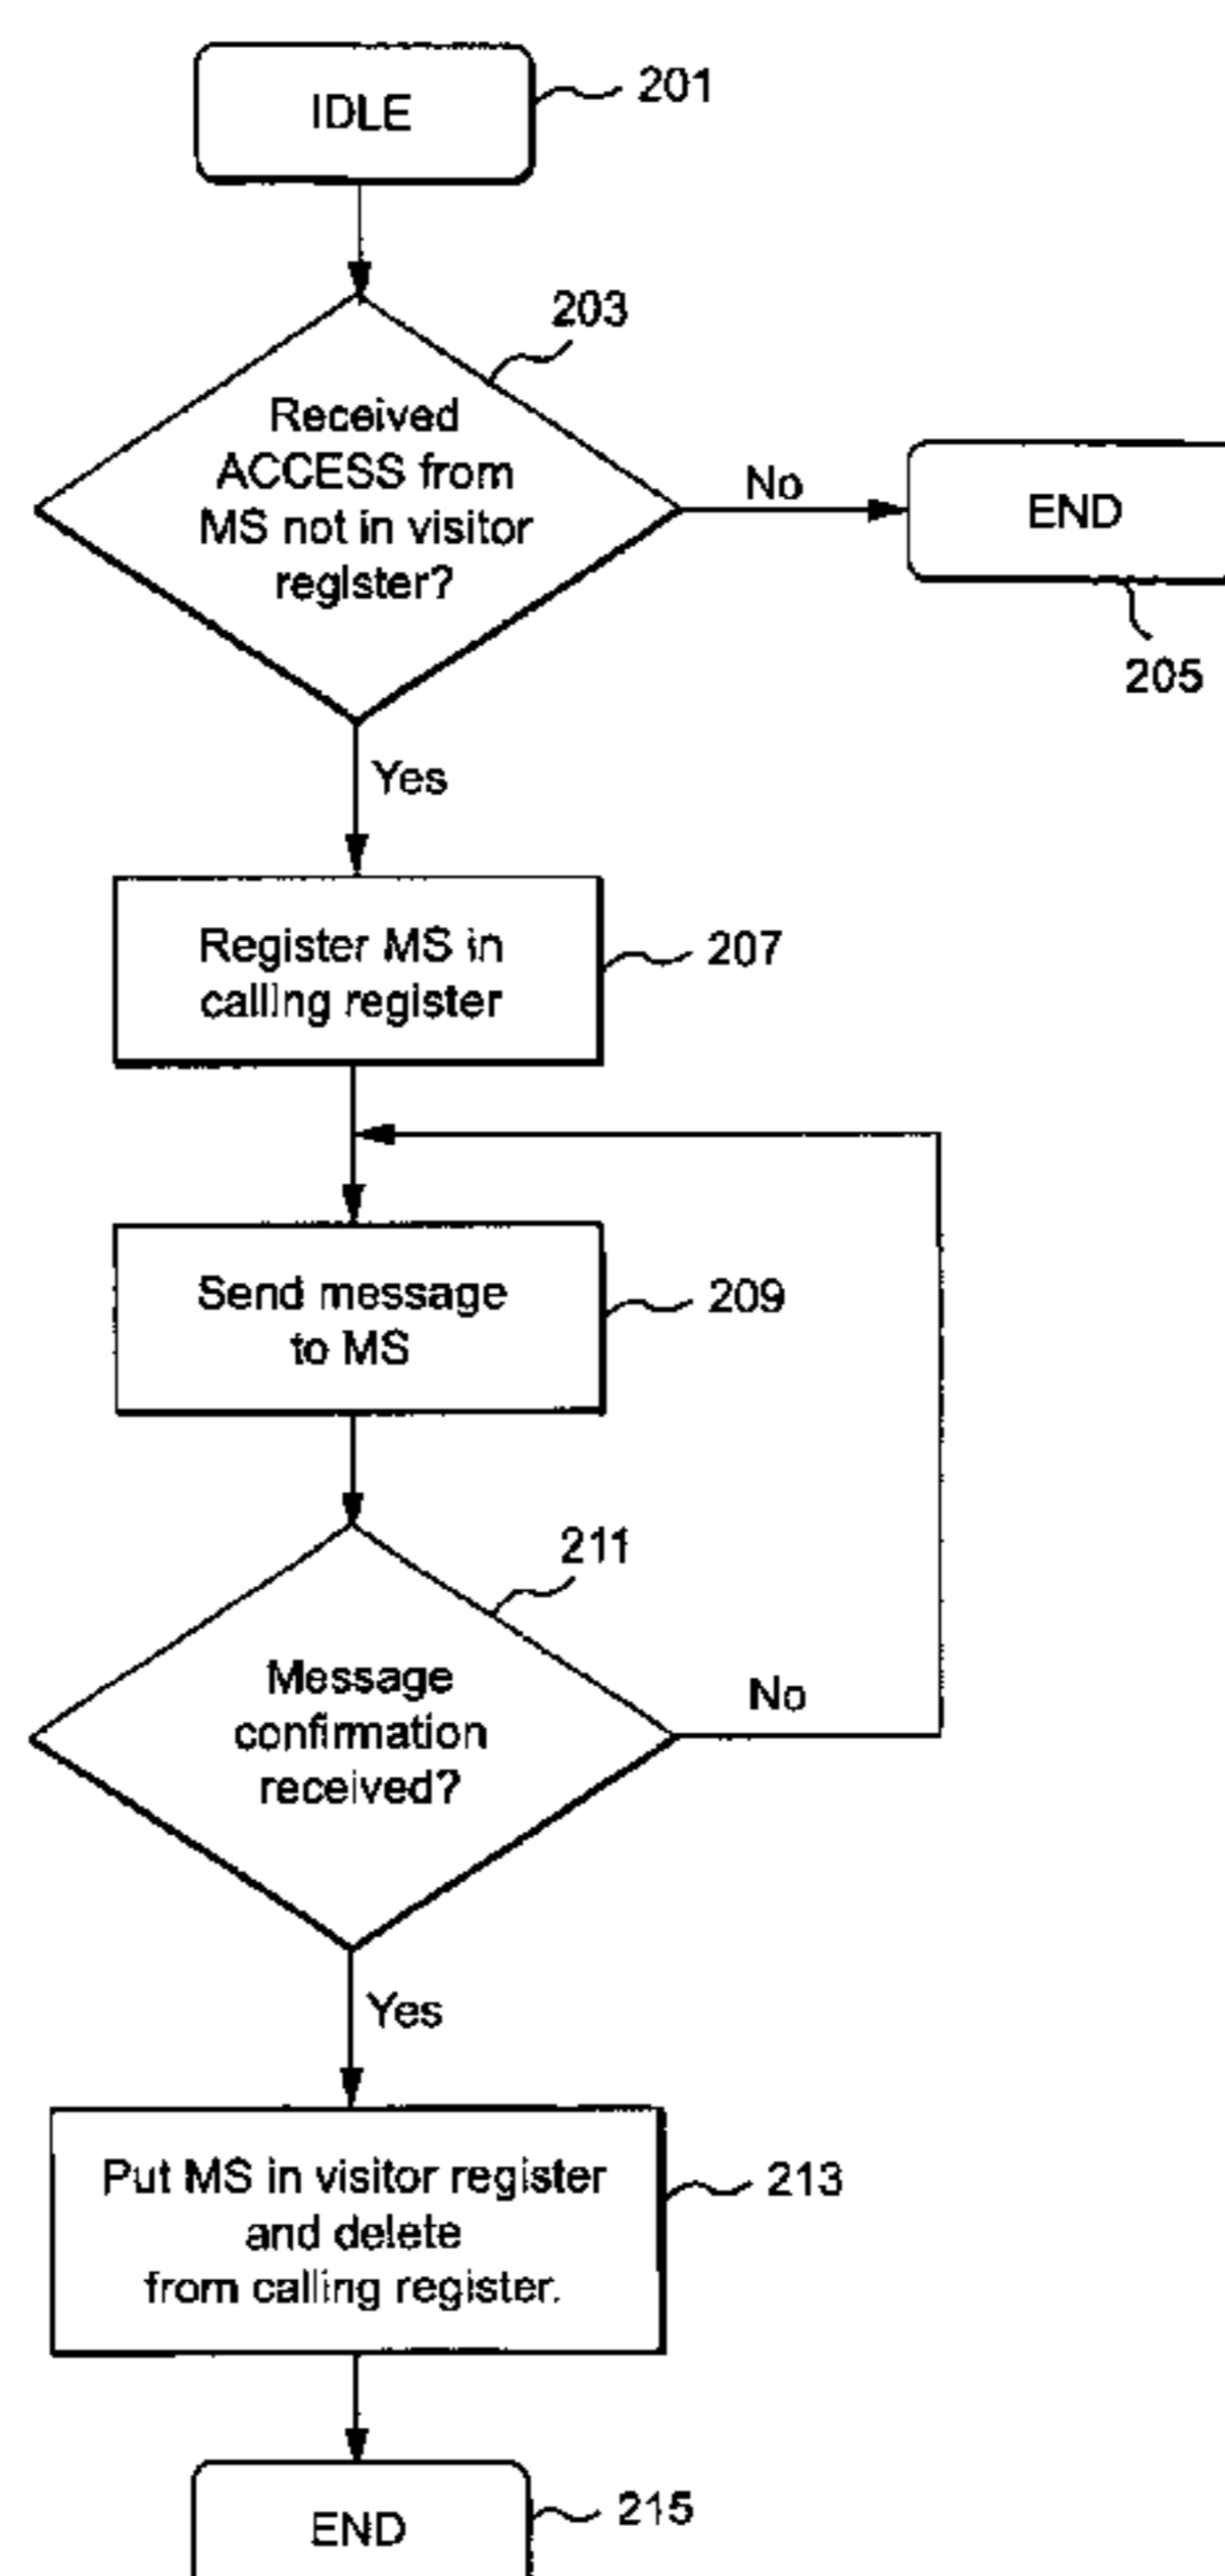 IDLE
201
203
Received
ACCESS from
MS not in visitor
register?
No
END
205
Yes
Register MS in
calling register
207
Send message
to MS
209
211
Message
confirmation
received?
No
Yes
Put MS in visitor register
and delete
from calling register.
213
END
215